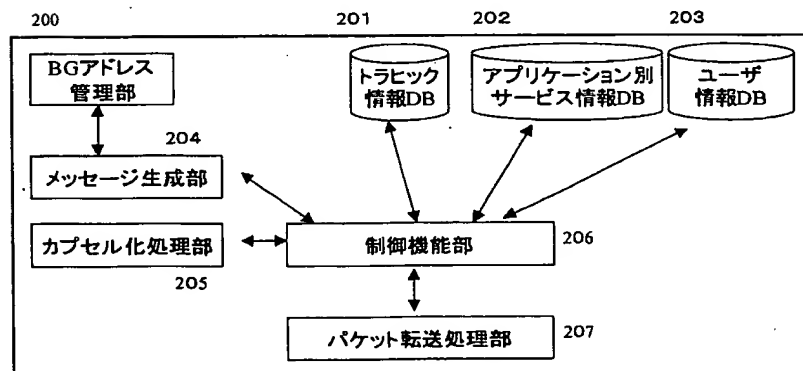 200
201
202
203
BGアドレス
管理部
トラヒック
情報DB
アプリケーション別
サービス情報DB
ユーザ
情報DB
204
メッセージ生成部
カプセル化処理部
205
制御機能部
206
パケット転送処理部
207